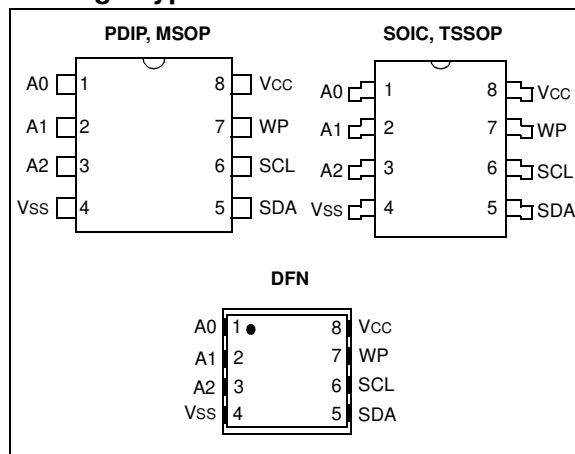 PDIP, MSOP
A0 1 8 VCC
A1 2 7 WP
A2 3 6 SCL
VSS 4 5 SDA
SOIC, TSSOP
A0 1 8 VCC
A1 2 7 WP
A2 3 6 SCL
VSS 4 5 SDA
DFN
A0 1 8 VCC
A1 2 7 WP
A2 3 6 SCL
VSS 4 5 SDA